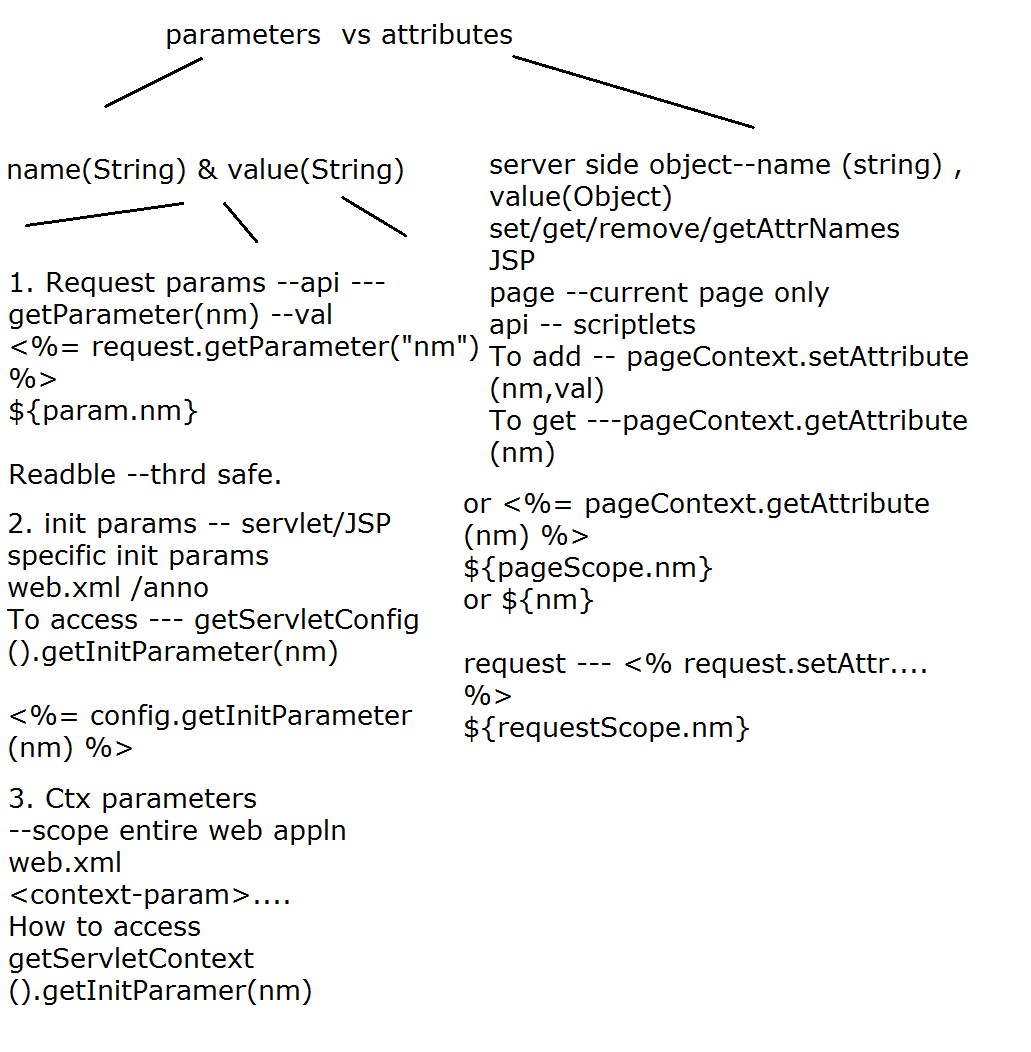 parameters  vs attributes
name(String) & value(String)
1. Request params --api ---
getParameter(nm) --val
<%= request.getParameter("nm")
%>
${param.nm}
Readble --thrd safe.
2. init params -- servlet/JSP
specific init params
web.xml /anno
To access --- getServletConfig
().getInitParameter(nm)
<%= config.getInitParameter
(nm) %>
3. Ctx parameters
--scope entire web appln
web.xml
<context-param>....
How to access
getServletContext
().getInitParamer(nm)
server side object--name (string) ,
value(Object)
set/get/remove/getAttrNames
JSP
page --current page only
api -- scriptlets
To add -- pageContext.setAttribute
(nm,val)
To get ---pageContext.getAttribute
(nm)
or <%= pageContext.getAttribute
(nm) %>
${pageScope.nm}
or ${nm}
request --- <% request.setAttr....
%>
${requestScope.nm}